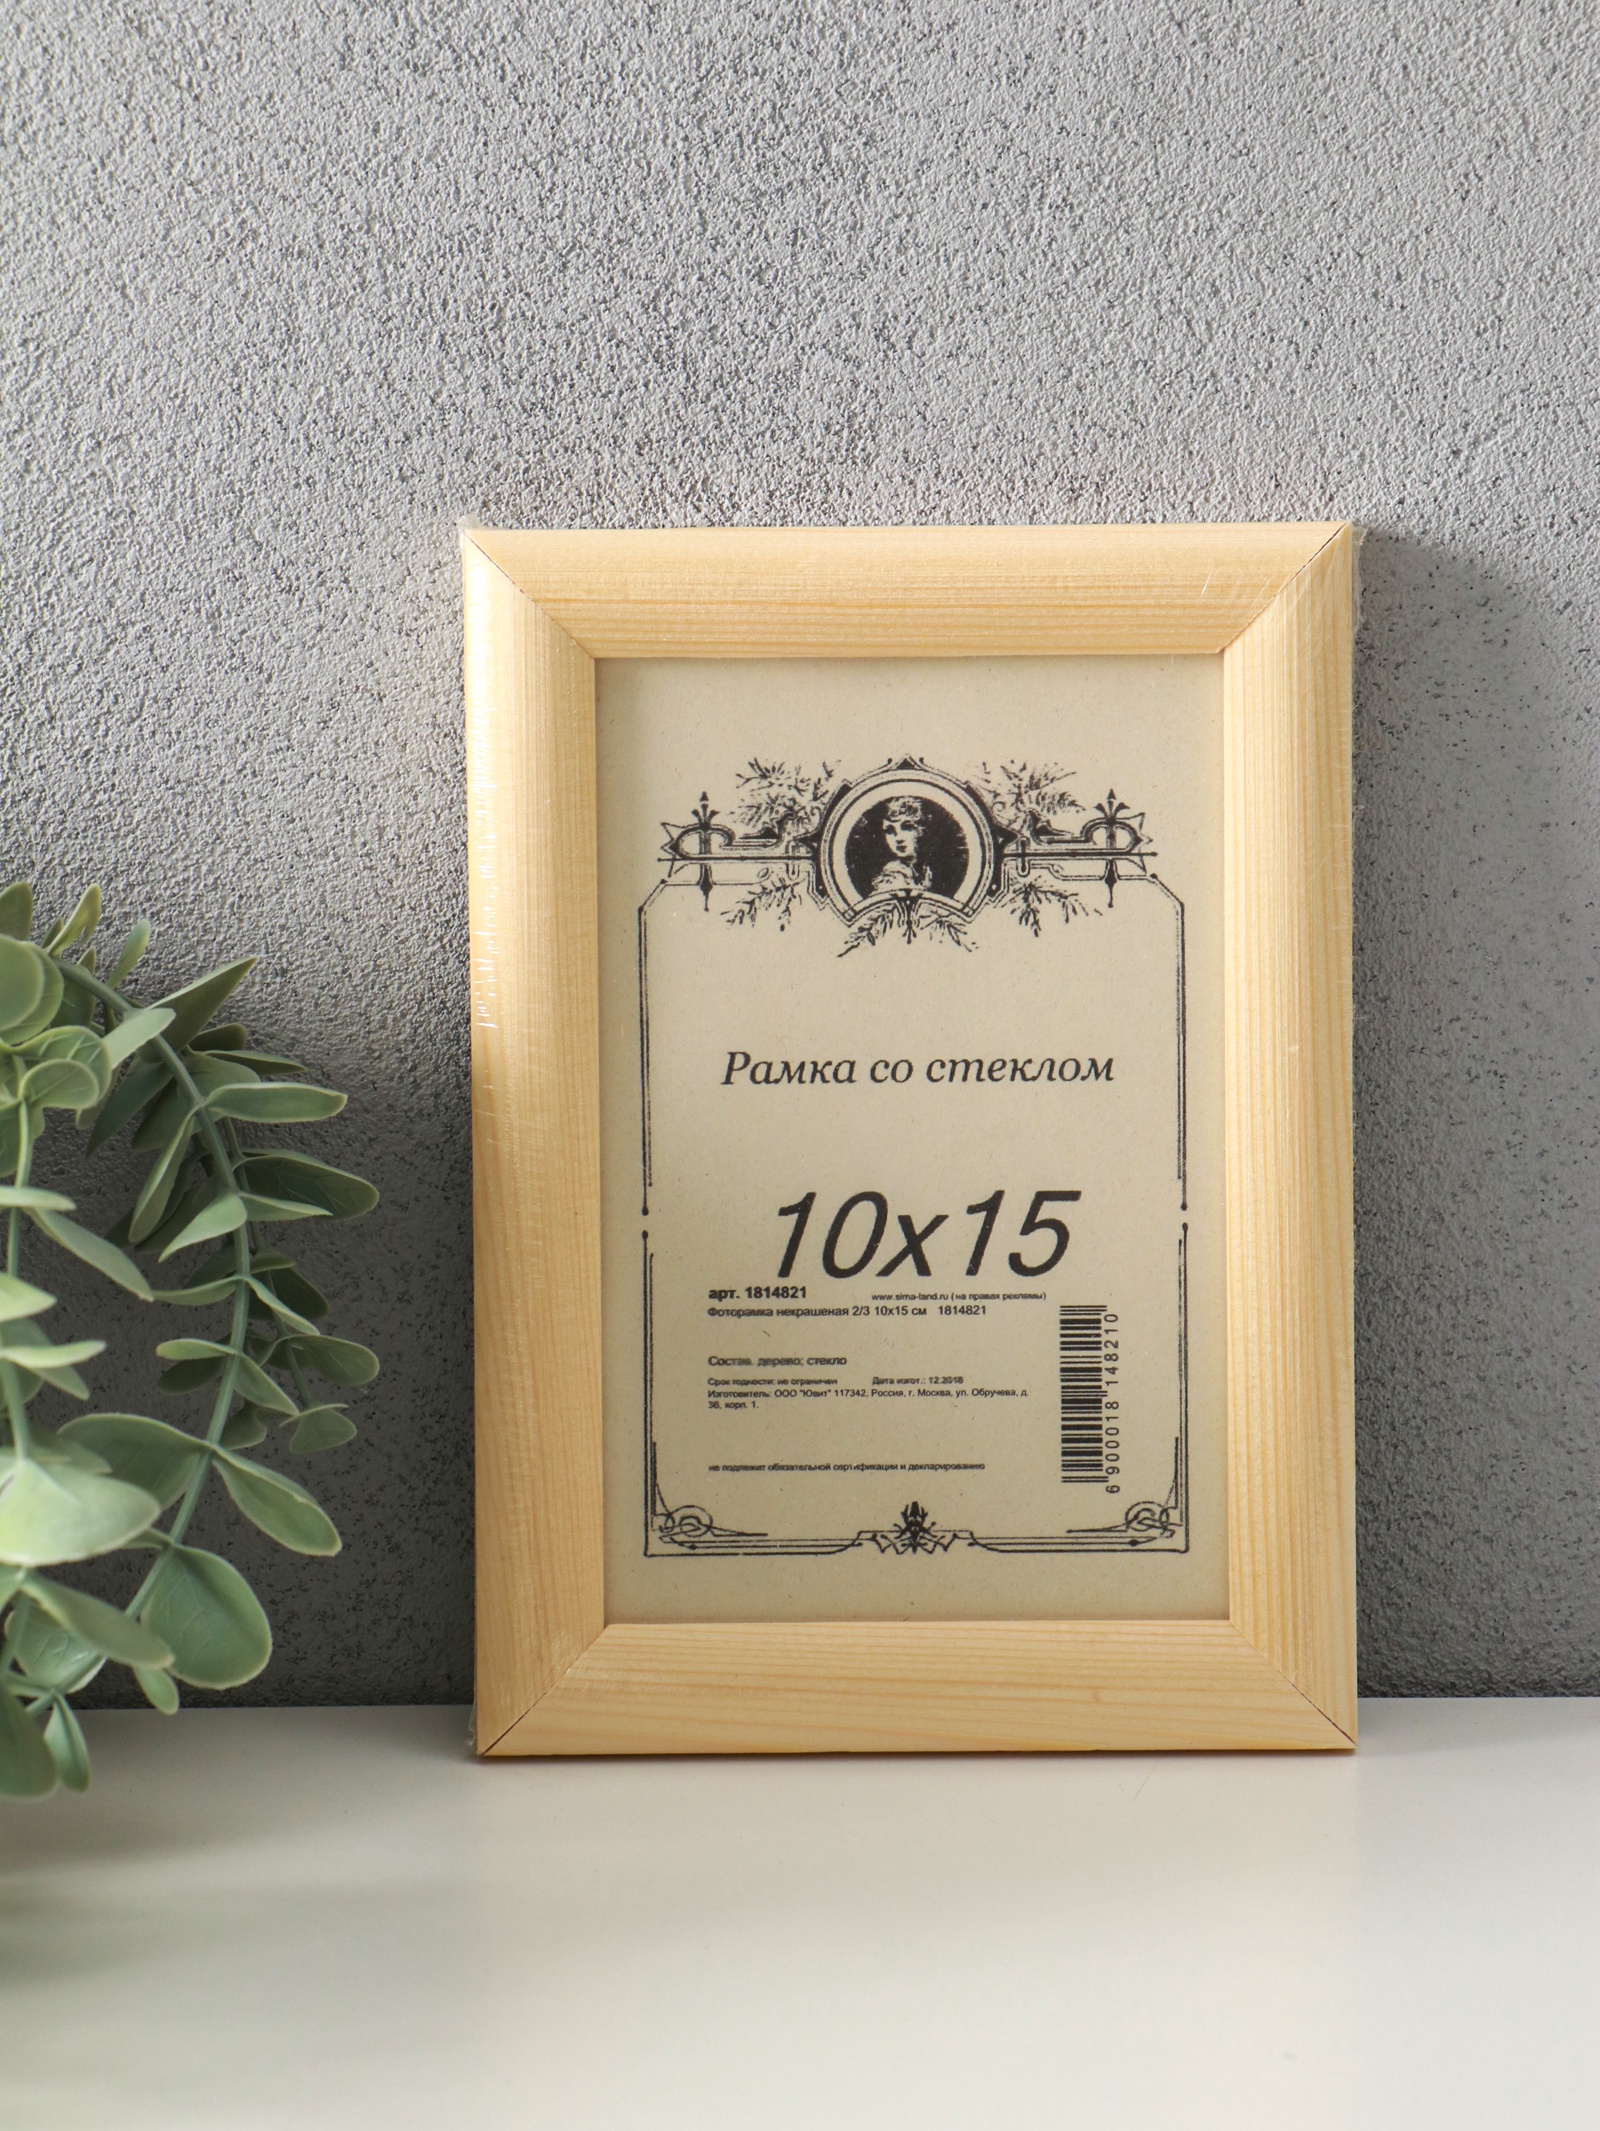 Рамка со стеклом
10х15
арт. 1814821 www.sima-land.ru (на правах рекламы)
Фоторамка некрашеная 2/3 10х15 см 1814821
Состав: дерево; стекло
Срок годности: не ограничен Дата изгот.: 12.2018
Изготовитель: ООО "Ювит" 117342, Россия, г. Москва, ул. Обручева, д.
36, корп. 1.
не подлежит обязательной сертификации и декларированию
6 900018 148210